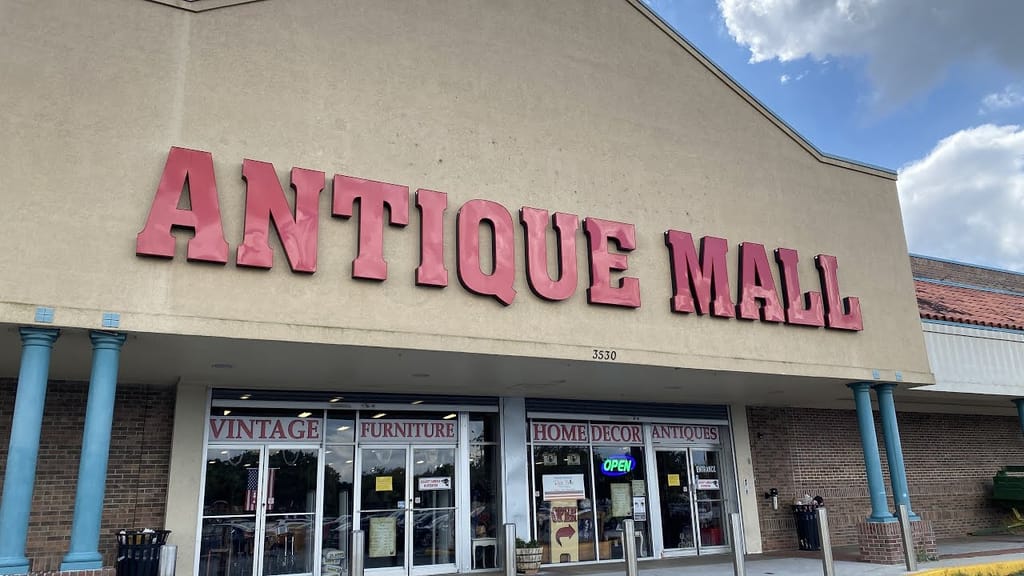 ANTIQUE MALL
3530
VINTAGE FURNITURE HOME DECOR ANTIQUES
OPEN
ENTRANCE